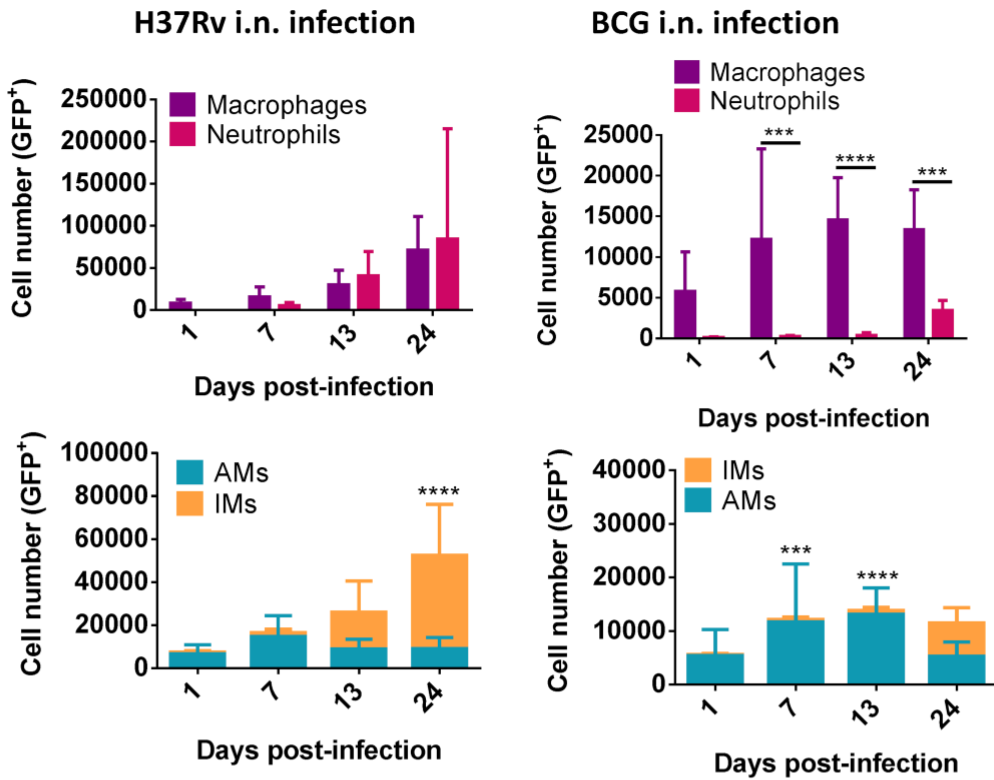 H37Rv i.n. infection
Cell number (GFP⁺)
250000
200000
150000
100000
50000
0
Macrophages
Neutrophils
1
7
13
24
Days post-infection
BCG i.n. infection
Macrophages
Neutrophils
Cell number (GFP⁺)
25000
20000
15000
10000
5000
0
***
****
***
1
7
13
24
Days post-infection
Cell number (GFP⁺)
100000
80000
60000
40000
20000
0
AMs
IMs
****
1
7
13
24
Days post-infection
Cell number (GFP⁺)
40000
30000
20000
10000
0
IMs
AMs
***
****
1
7
13
24
Days post-infection